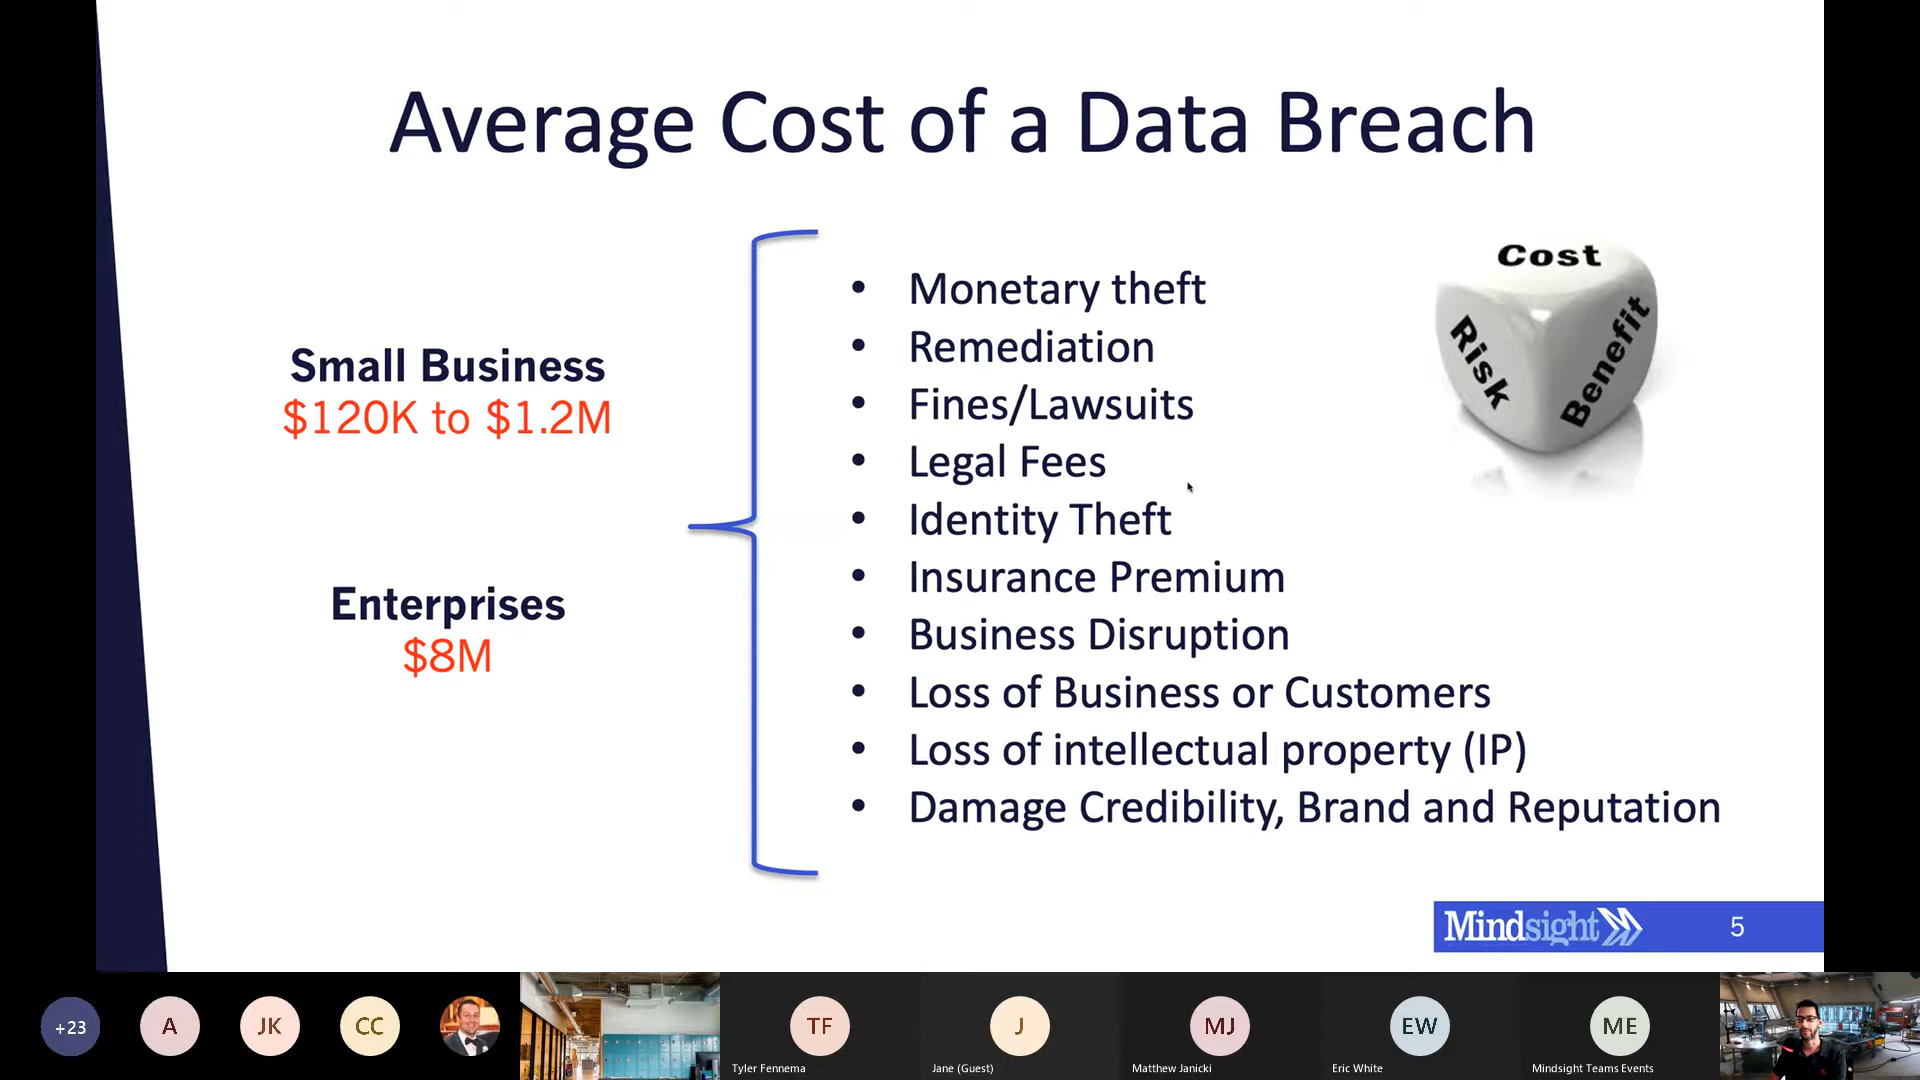 Average Cost of a Data Breach
Small Business
$120K to $1.2M
Enterprises
$8M
• Monetary theft
• Remediation
• Fines/Lawsuits
• Legal Fees
• Identity Theft
• Insurance Premium
• Business Disruption
• Loss of Business or Customers
• Loss of intellectual property (IP)
• Damage Credibility, Brand and Reputation
Cost
Risk
Benefit
Mindsight
5
+23
A
JK
CC
TF
Tyler Fennema
J
Jane (Guest)
MJ
Matthew Janicki
EW
Eric White
ME
Mindsight Teams Events